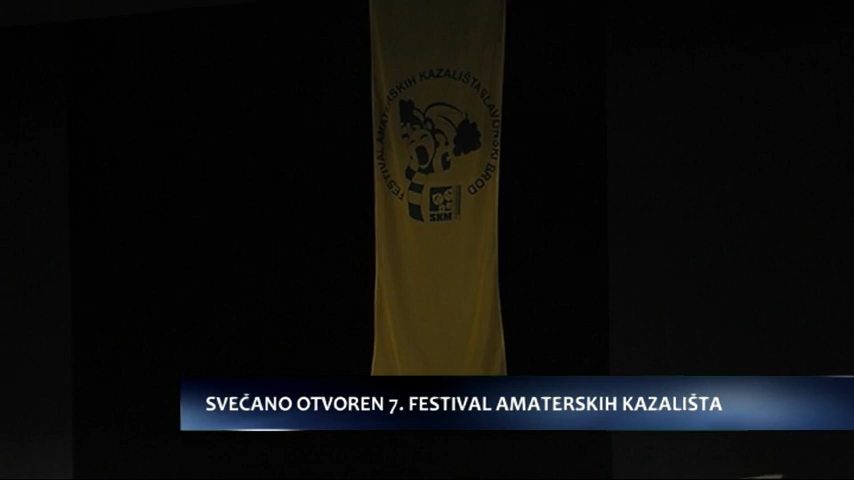 FESTIVAL AMATERSKIH KAZALIŠTA SLAVONSKI BROD
SKM
SVEČANO OTVOREN 7. FESTIVAL AMATERSKIH KAZALIŠTA